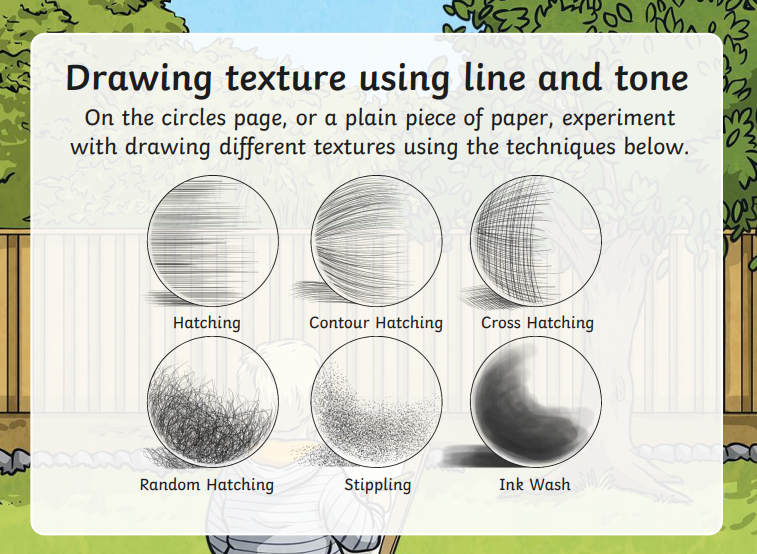 Drawing texture using line and tone
On the circles page, or a plain piece of paper, experiment
with drawing different textures using the techniques below.
Hatching
Contour Hatching
Cross Hatching
Random Hatching
Stippling
Ink Wash